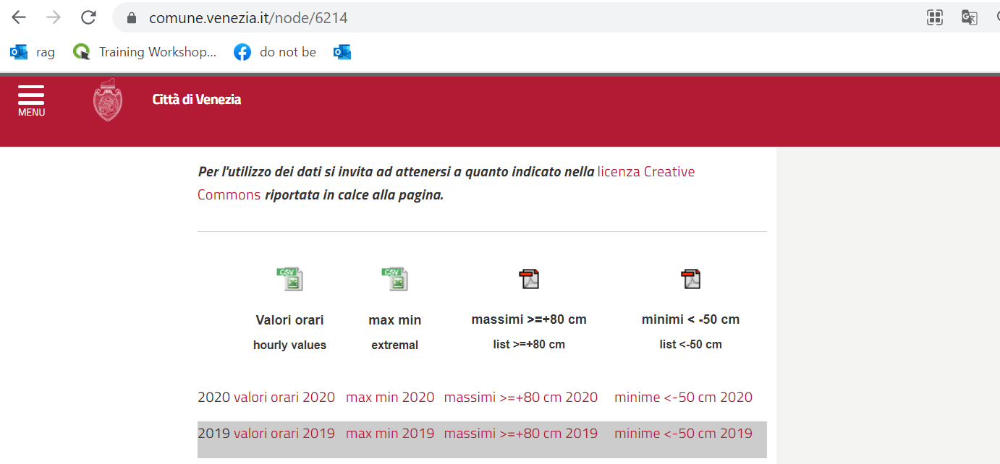 comune.venezia.it/node/6214
rag Training Workshop... do not be
MENU
Città di Venezia
Per l'utilizzo dei dati si invita ad attenersi a quanto indicato nella licenza Creative
Commons riportata in calce alla pagina.
CSV CSV
Valori orari max min massimi >=+80 cm minimi < -50 cm
hourly values extremal list >=+80 cm list <-50 cm
2020 valori orari 2020 max min 2020 massimi >=+80 cm 2020 minime <-50 cm 2020
2019 valori orari 2019 max min 2019 massimi >=+80 cm 2019 minime <-50 cm 2019